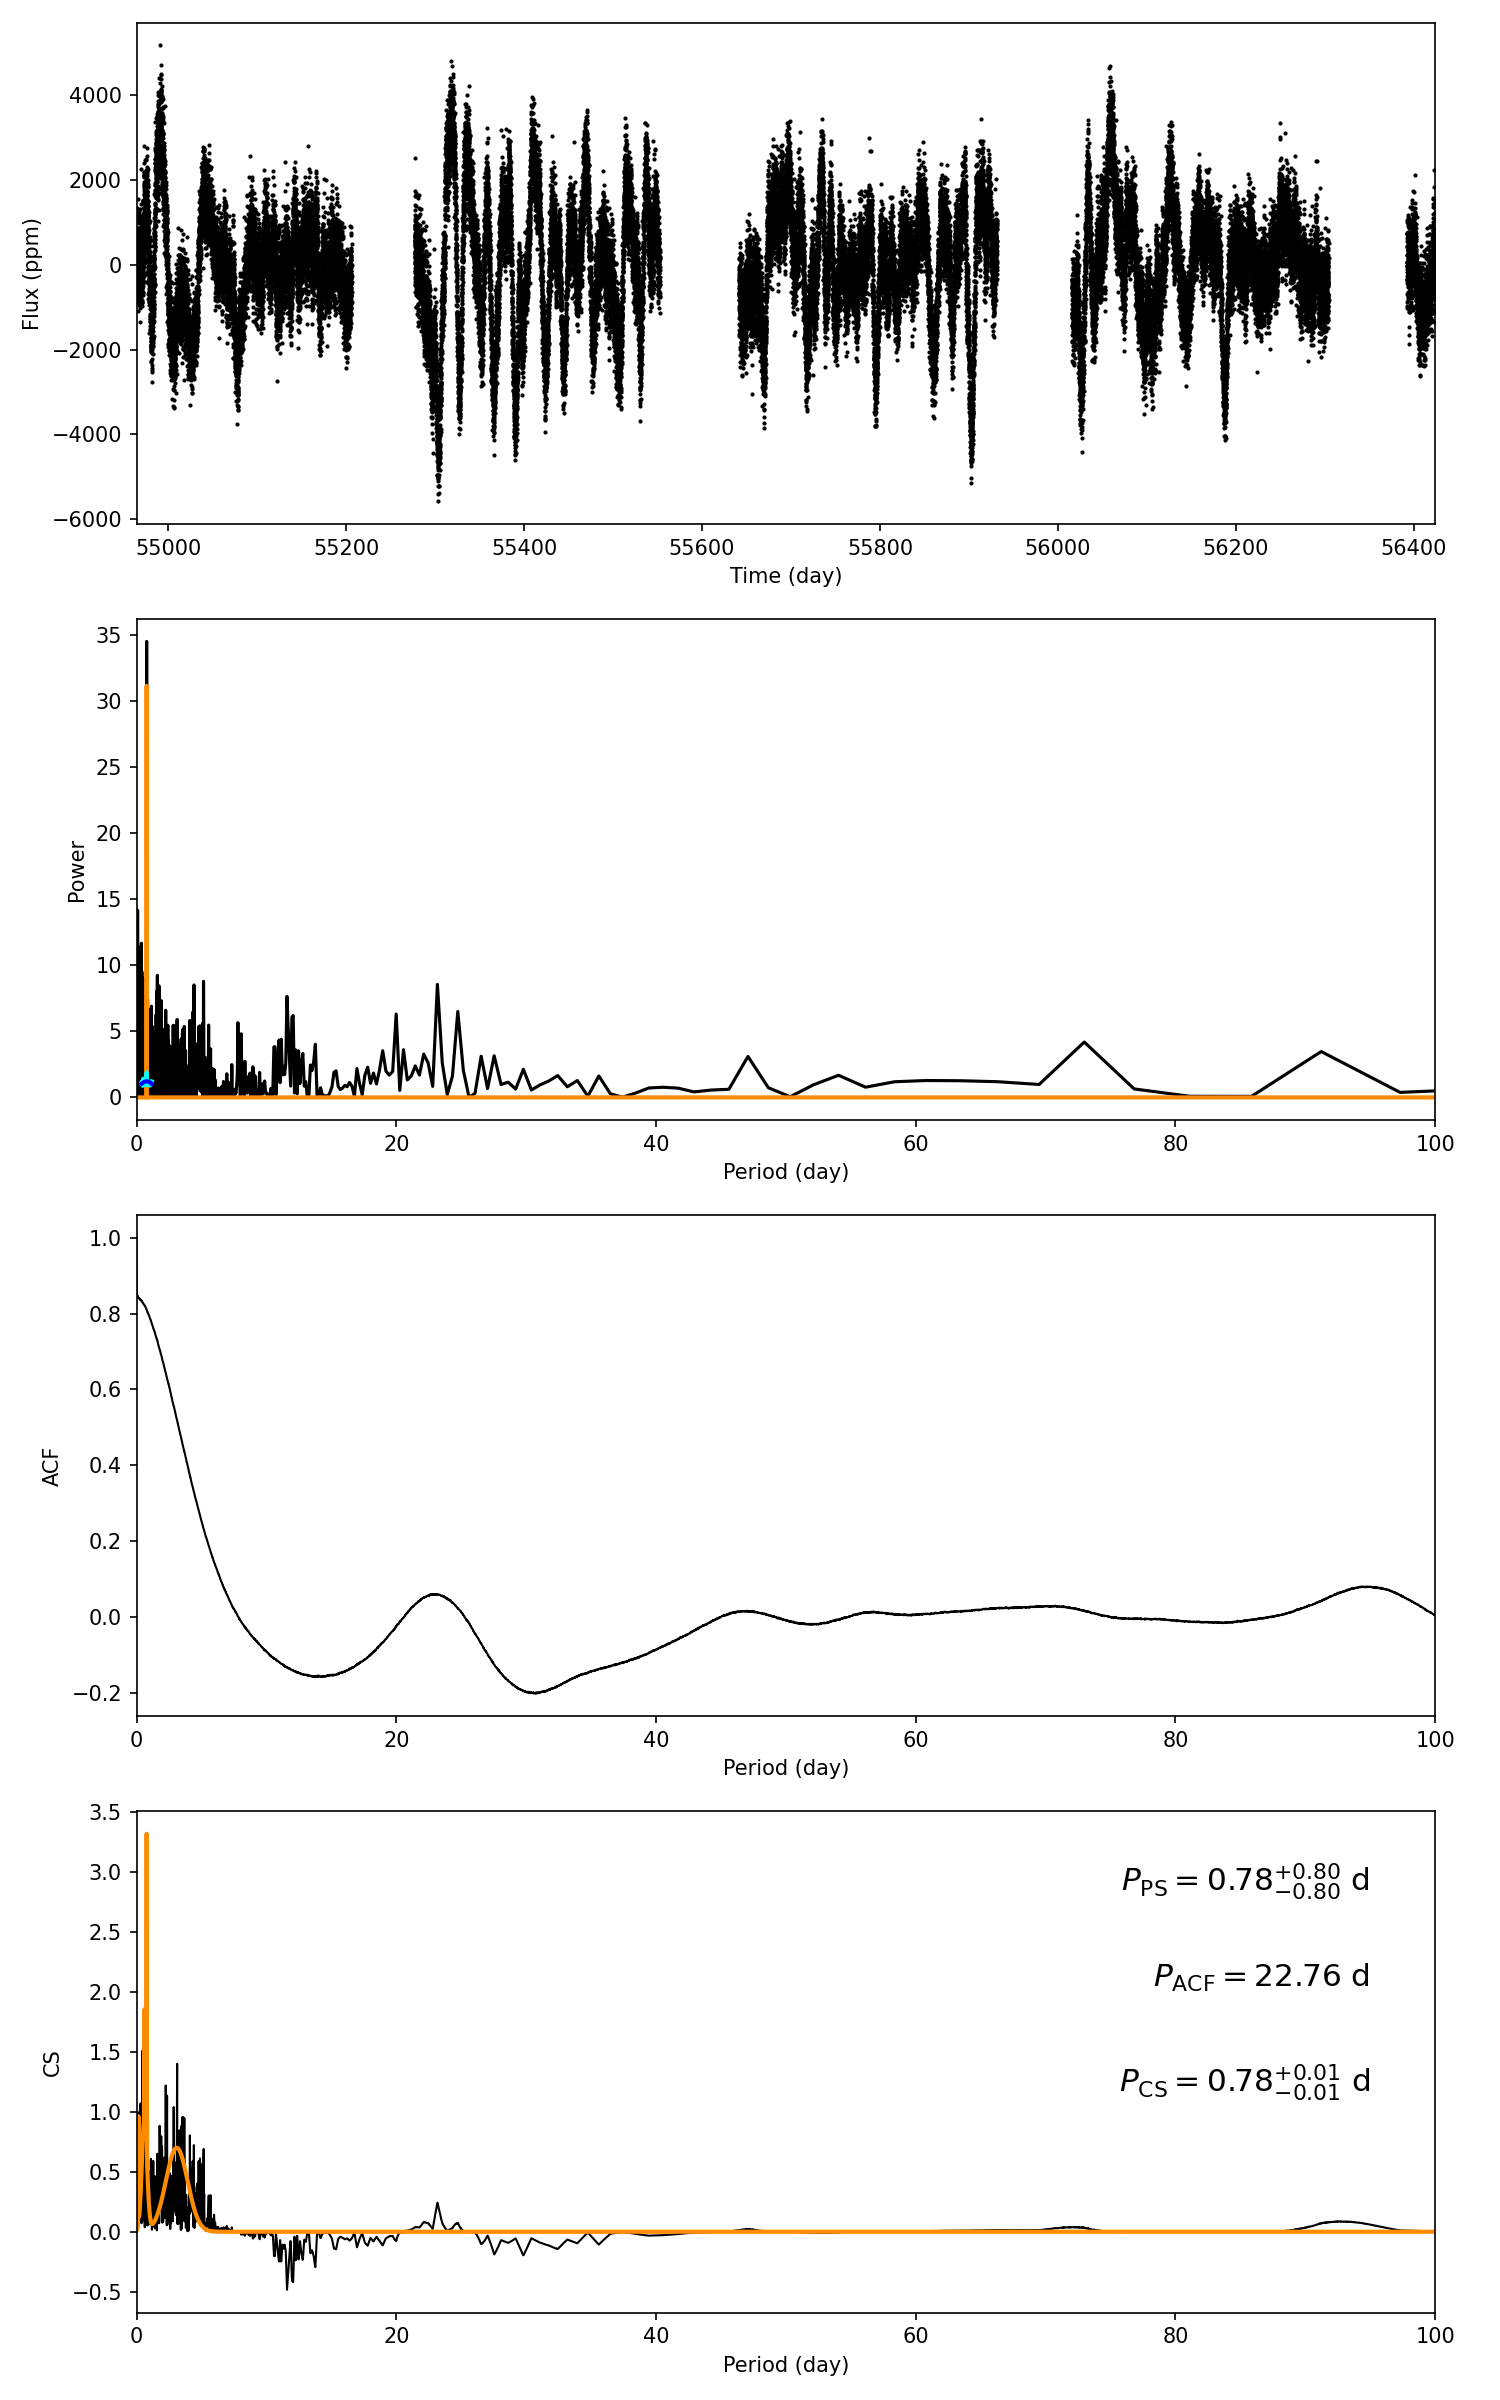 4000
2000
0
−2000
−4000
−6000
Flux (ppm)
55000 55200 55400 55600 55800 56000 56200 56400
Time (day)
35
30
25
20
15
10
5
0
Power
0 20 40 60 80 100
Period (day)
1.0
0.8
0.6
0.4
0.2
0.0
−0.2
ACF
0 20 40 60 80 100
Period (day)
3.5
3.0
2.5
2.0
1.5
1.0
0.5
0.0
−0.5
CS
P_PS = 0.78^{+0.80}_{−0.80} d
P_ACF = 22.76 d
P_CS = 0.78^{+0.01}_{−0.01} d
0 20 40 60 80 100
Period (day)